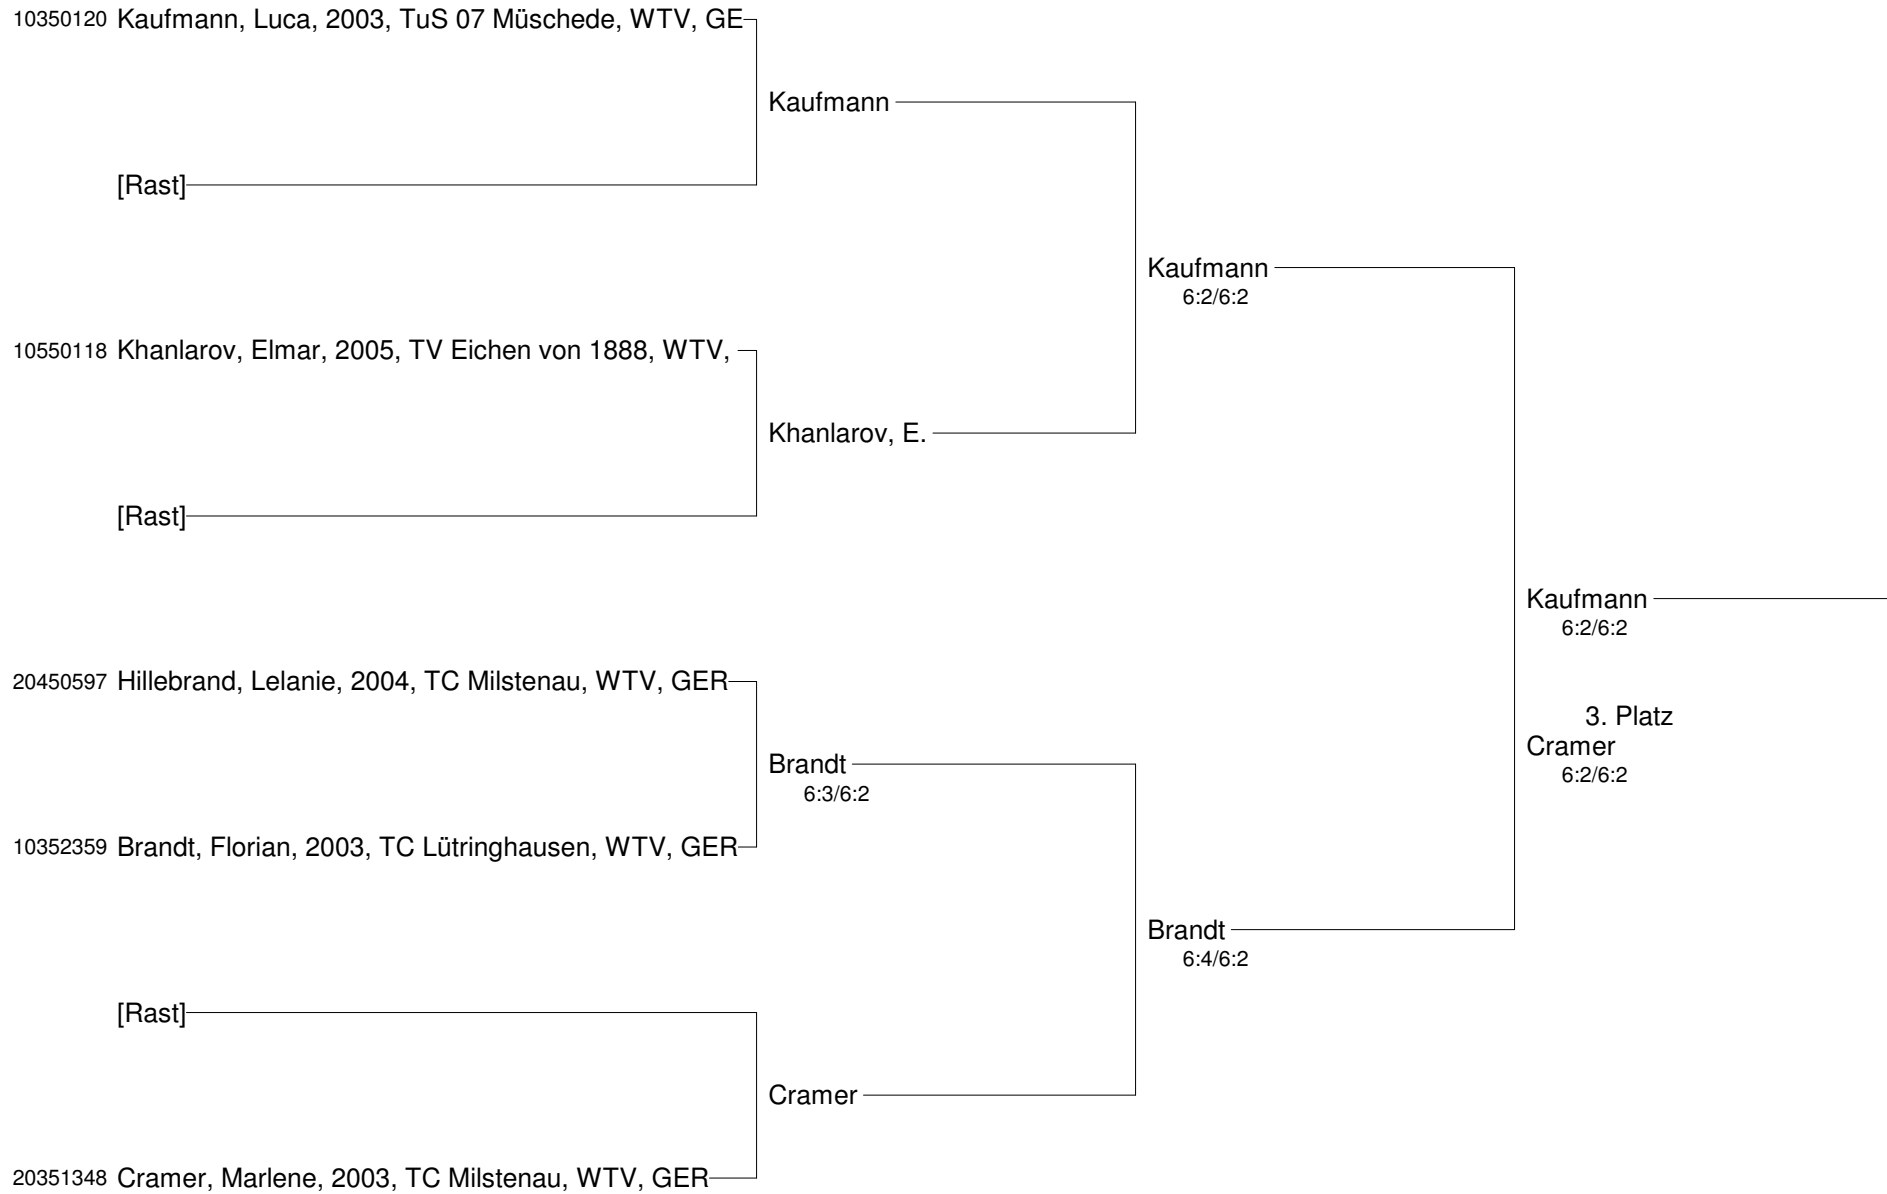 10350120 Kaufmann, Luca, 2003, TuS 07 Müschede, WTV, GE
Kaufmann
[Rast]
Kaufmann
6:2/6:2
10550118 Khanlarov, Elmar, 2005, TV Eichen von 1888, WTV,
Khanlarov, E.
[Rast]
Kaufmann
6:2/6:2
20450597 Hillebrand, Lelanie, 2004, TC Milstenau, WTV, GER
3. Platz
Cramer
6:2/6:2
Brandt
6:3/6:2
10352359 Brandt, Florian, 2003, TC Lütringhausen, WTV, GER
Brandt
6:4/6:2
[Rast]
Cramer
20351348 Cramer, Marlene, 2003, TC Milstenau, WTV, GER